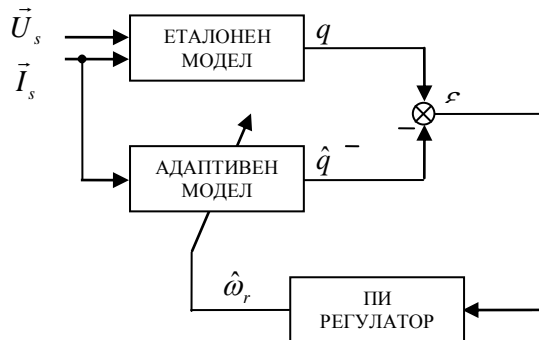 U⃗ₛ
I⃗ₛ
ЕТАЛОНЕН
МОДЕЛ
q
ε
АДАПТИВЕН
МОДЕЛ
q̂
ω̂ᵣ
ПИ
РЕГУЛАТОР